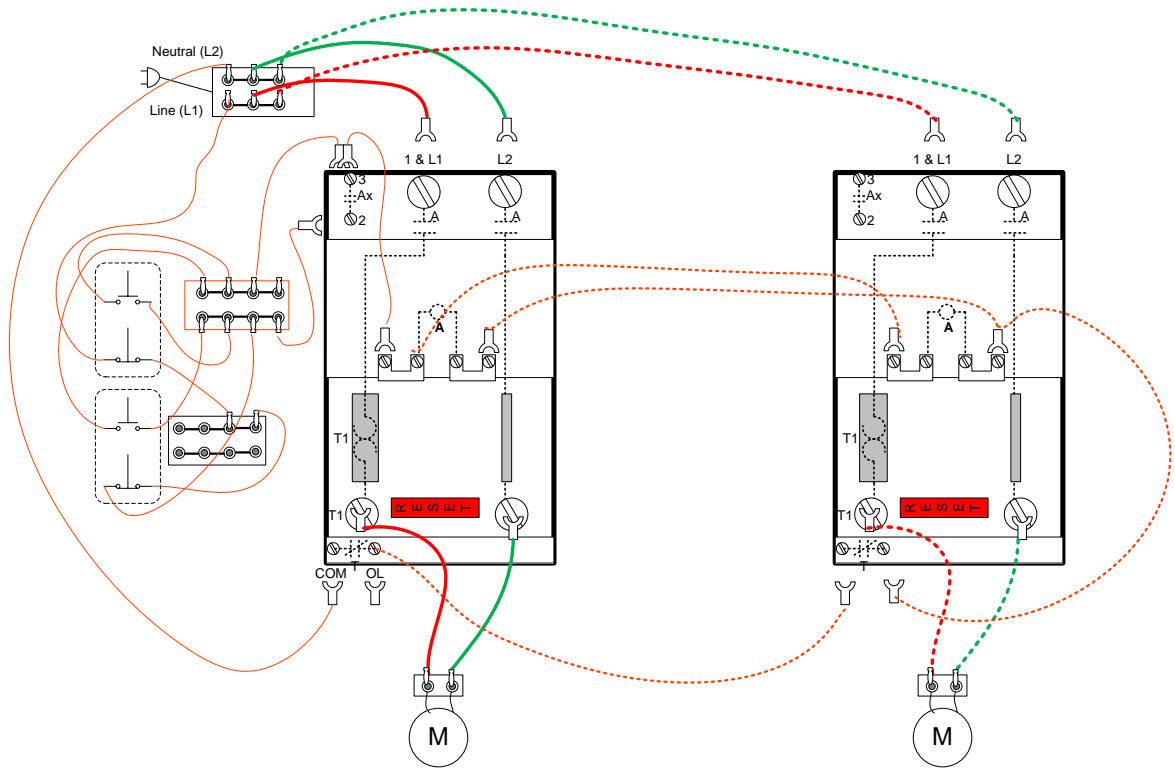 Neutral (L2)
Line (L1)
1 & L1
L2
1 & L1
L2
3
Ax
2
A
A
3
Ax
2
A
A
A
A
T1
T1
T1
RESET
T1
RESET
T
T
COM
OL
M
M